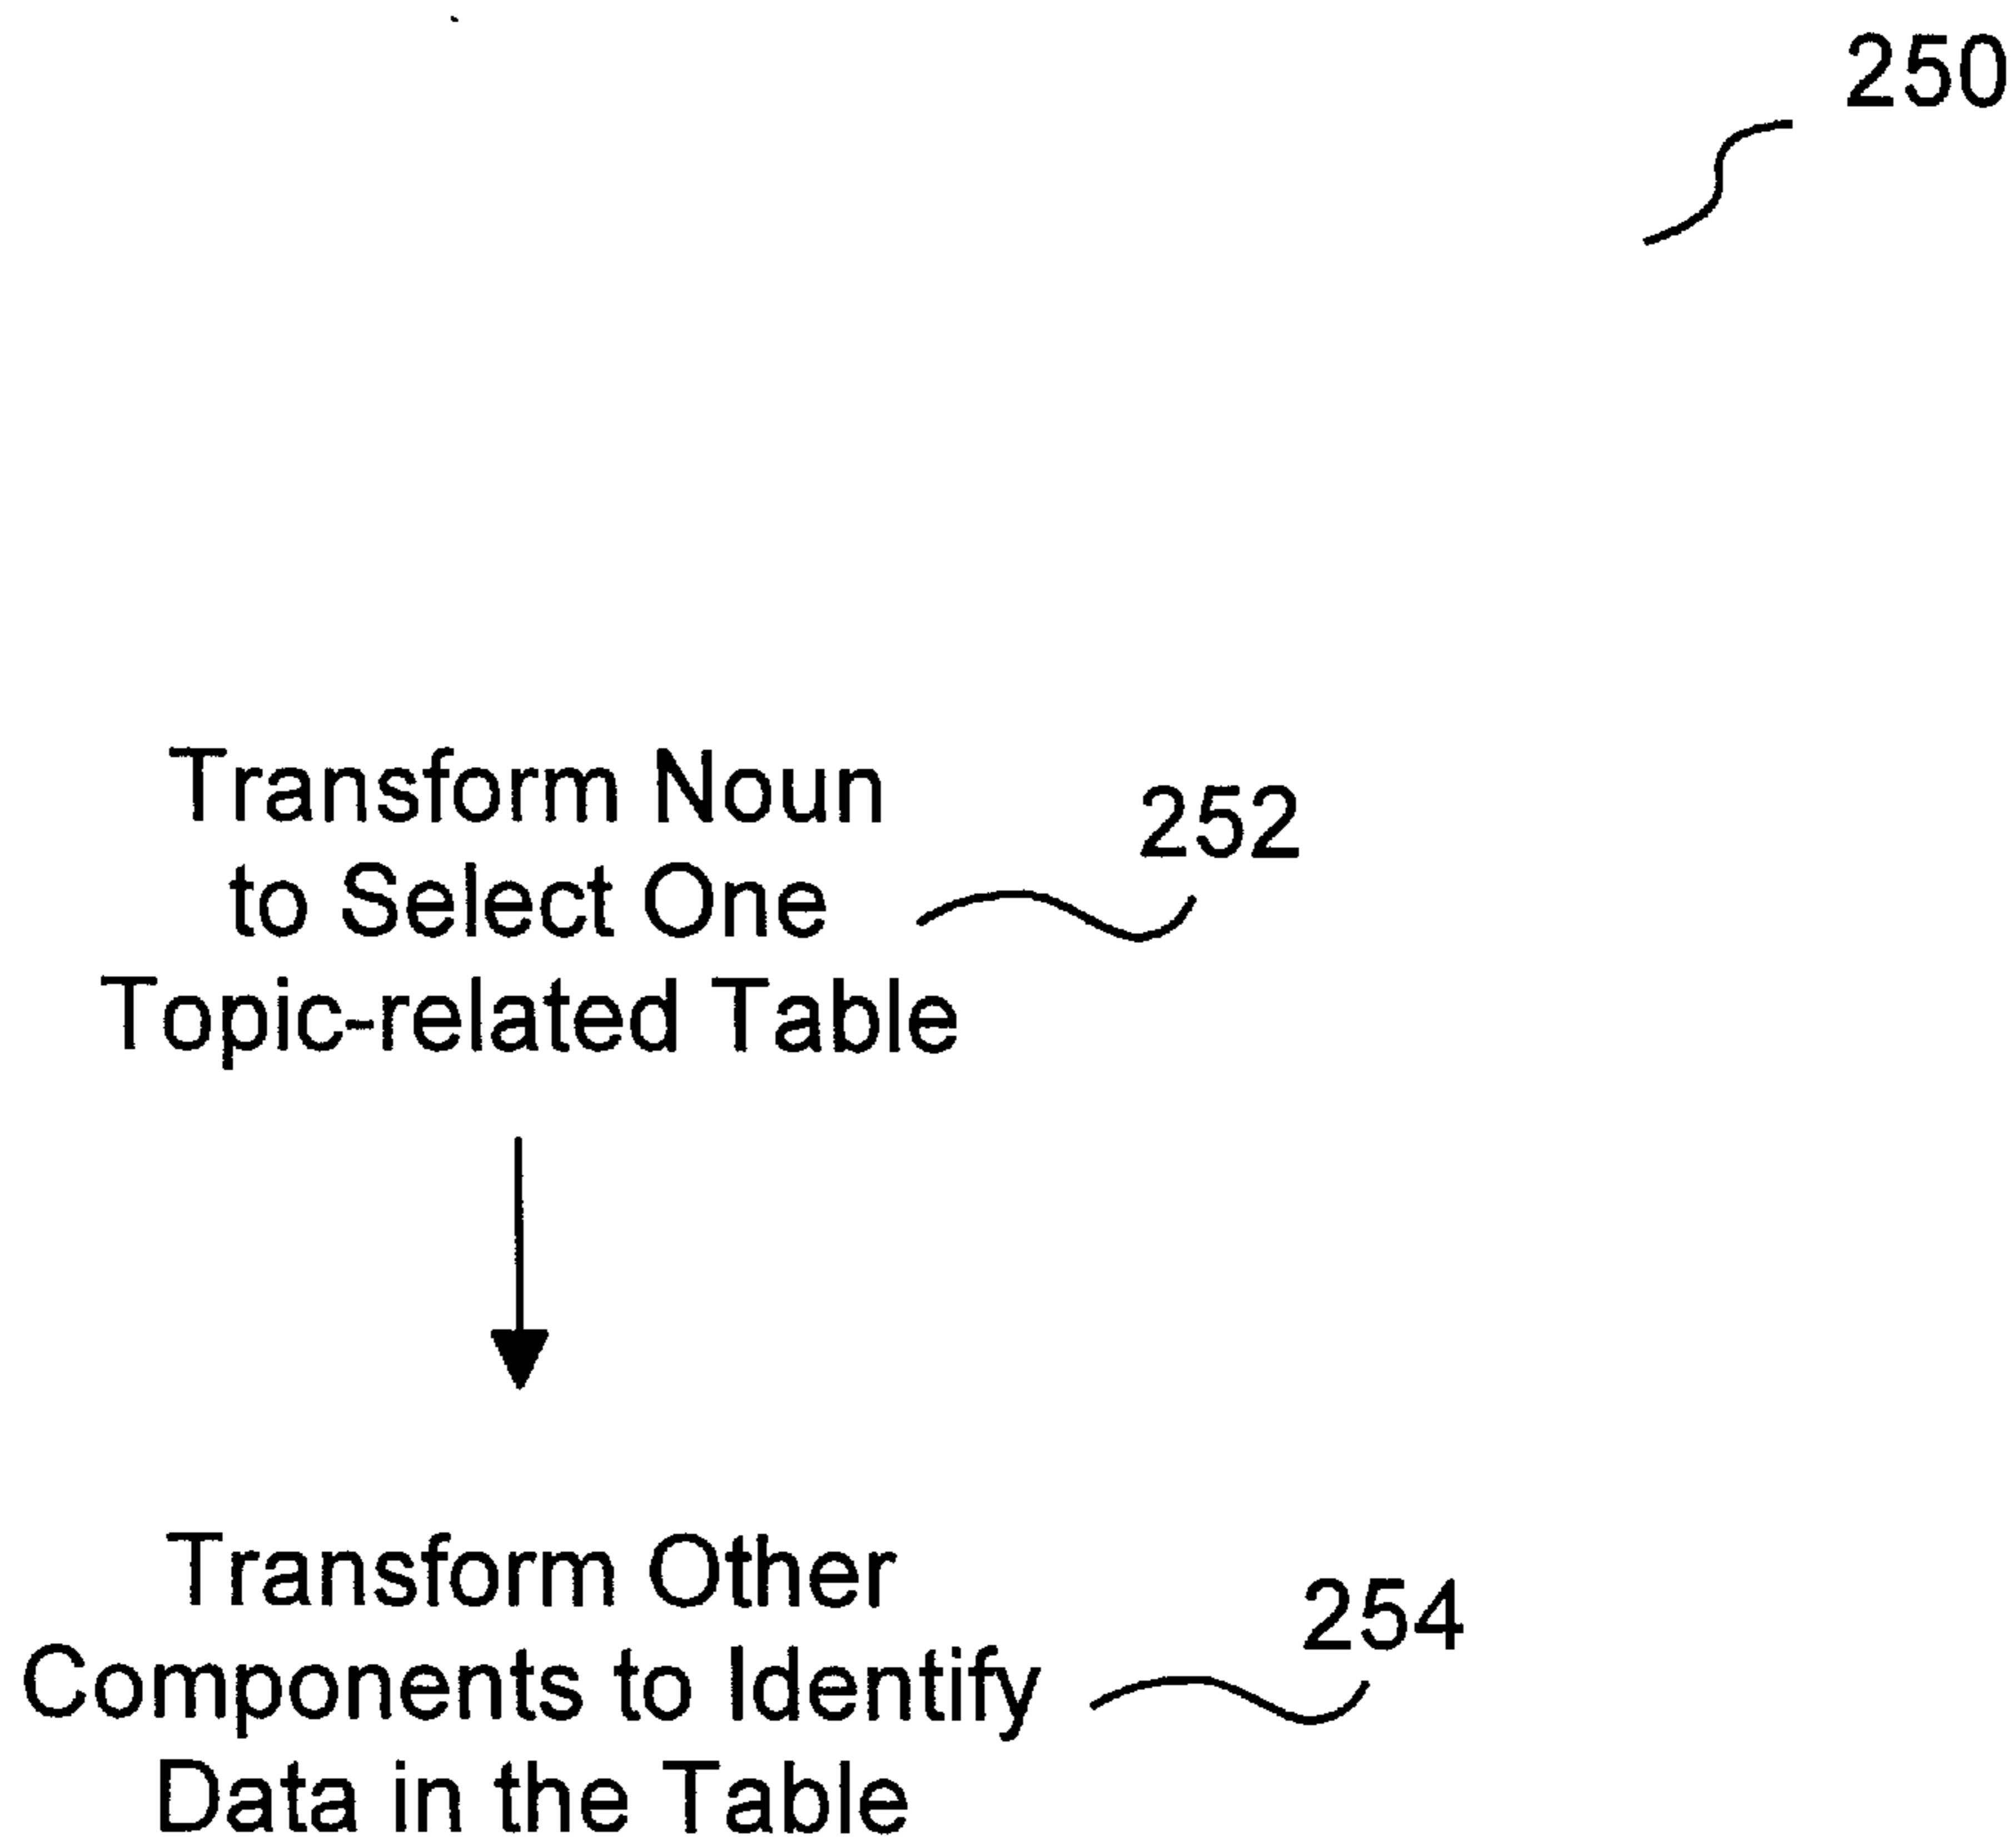 250
Transform Noun
to Select One
Topic-related Table
252
Transform Other
Components to Identify
Data in the Table
254